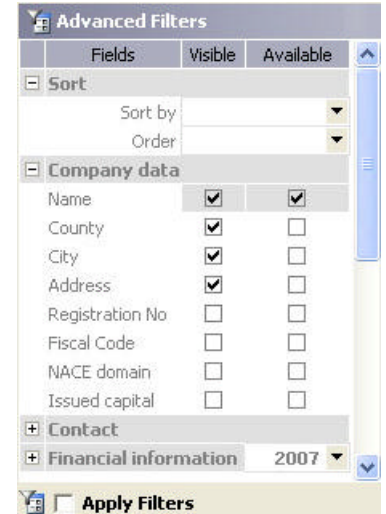 Advanced Filters
Fields Visible Available
Sort
Sort by
Order
Company data
Name
County
City
Address
Registration No
Fiscal Code
NACE domain
Issued capital
Contact
Financial information 2007
Apply Filters